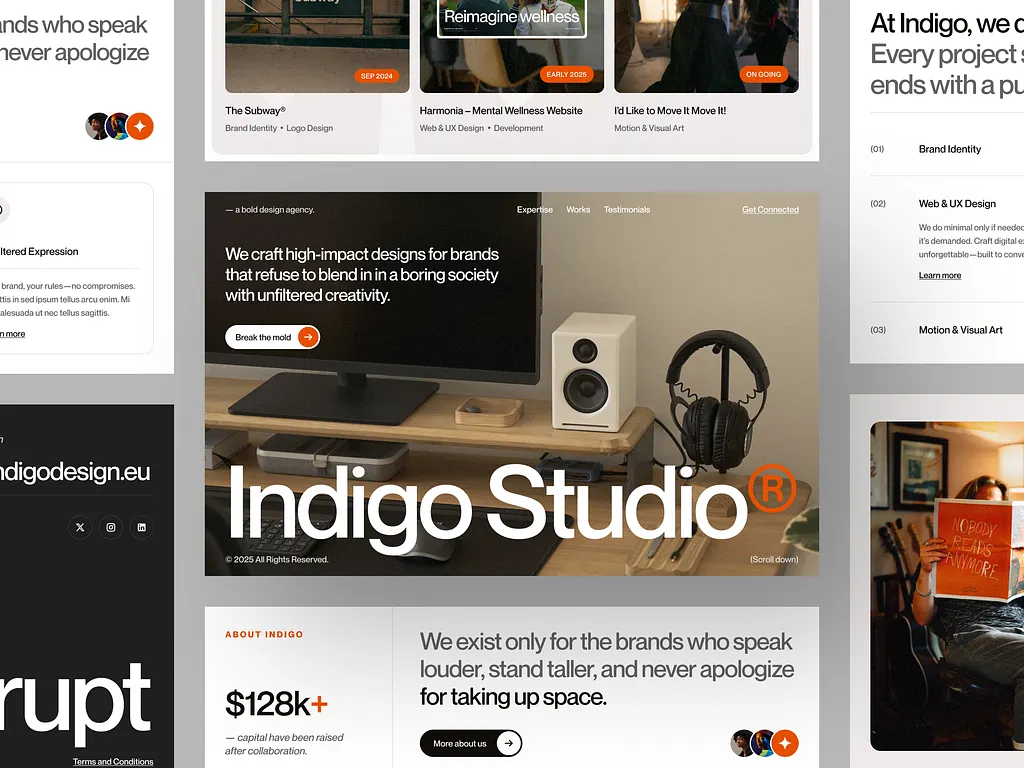 ands who speak
never apologize
ltered Expression
brand, your rules—no compromises.
ttis in sed ipsum tellus arcu enim. Mi
alesuada ut nec tellus sagittis.
n more
n
ndigodesign.eu
rupt
Terms and Conditions
Subway
Reimagine wellness
SEP 2024
EARLY 2025
ON GOING
The Subway®
Brand Identity • Logo Design
Harmonia – Mental Wellness Website
Web & UX Design • Development
I'd Like to Move It Move It!
Motion & Visual Art
— a bold design agency.
Expertise
Works
Testimonials
Get Connected
We craft high-impact designs for brands
that refuse to blend in in a boring society
with unfiltered creativity.
Break the mold
Indigo Studio®
© 2025 All Rights Reserved.
(Scroll down)
ABOUT INDIGO
$128k+
— capital have been raised
after collaboration.
We exist only for the brands who speak
louder, stand taller, and never apologize
for taking up space.
More about us
At Indigo, we d
Every project s
ends with a pu
(01)
Brand Identity
(02)
Web & UX Design
We do minimal only if needed
it's demanded. Craft digital ex
unforgettable—built to conve
Learn more
(03)
Motion & Visual Art
NOBODY
READS
ANYMORE.